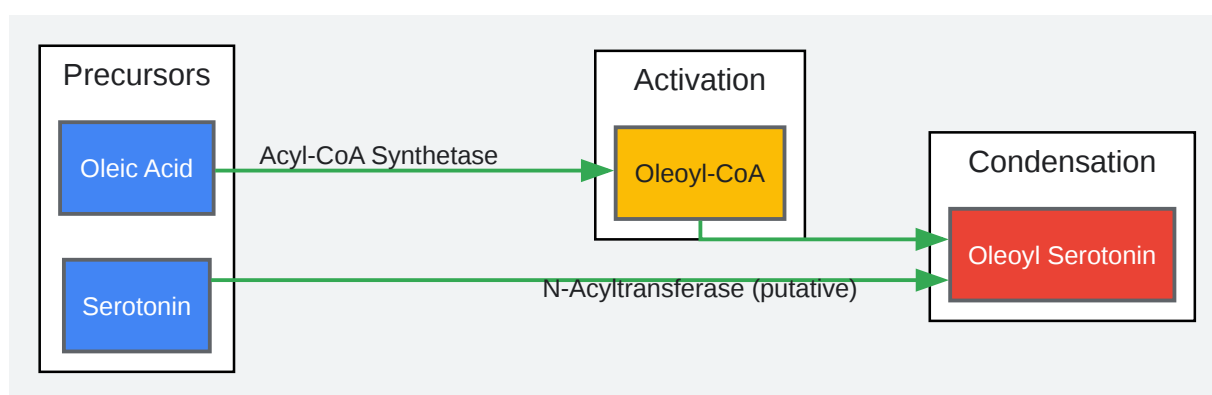 Precursors
Oleic Acid
Serotonin
Acyl-CoA Synthetase
Activation
Oleoyl-CoA
N-Acyltransferase (putative)
Condensation
Oleoyl Serotonin